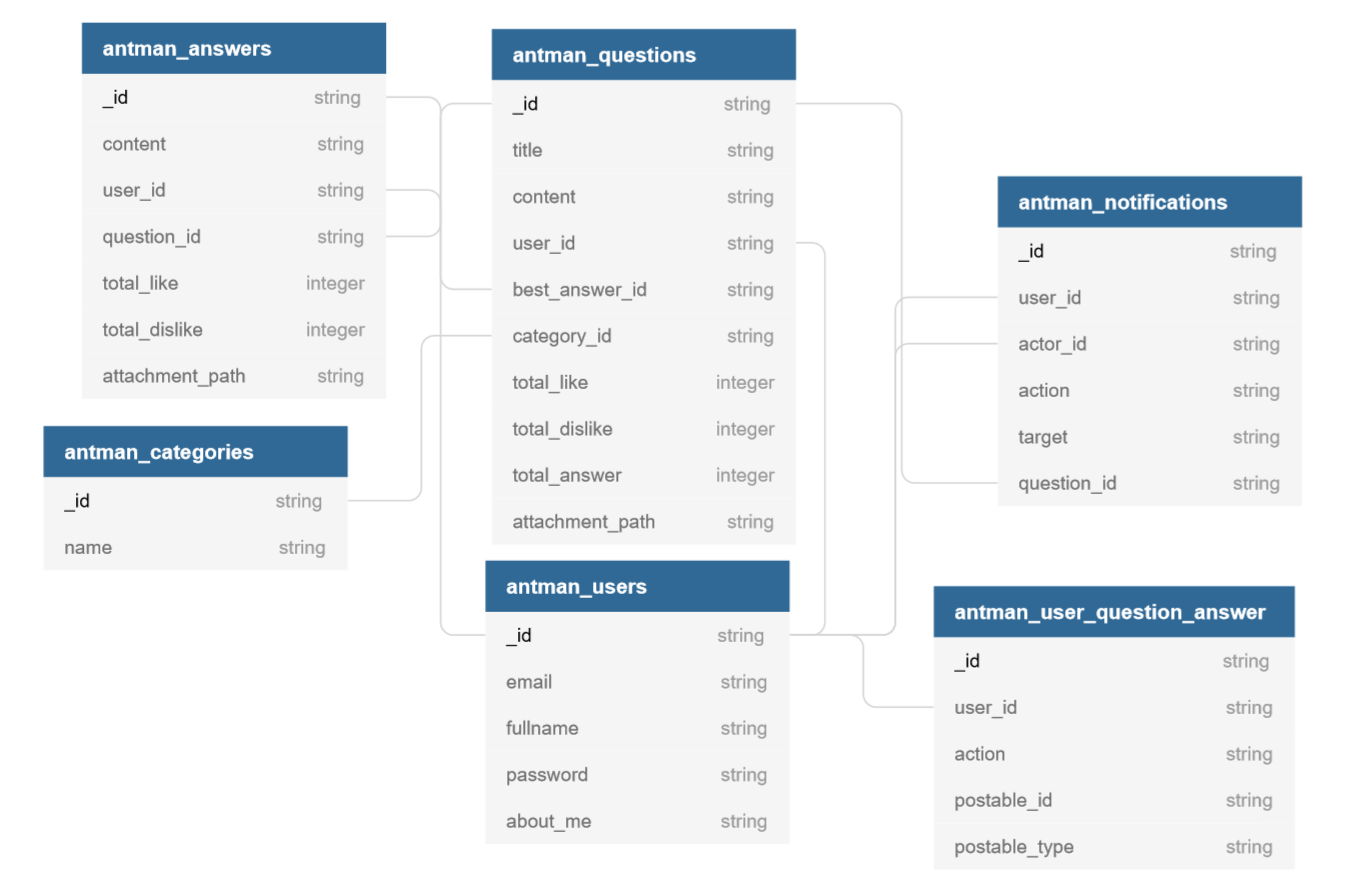 antman_answers
_id string
content string
user_id string
question_id string
total_like integer
total_dislike integer
attachment_path string
antman_categories
_id string
name string
antman_questions
_id string
title string
content string
user_id string
best_answer_id string
category_id string
total_like integer
total_dislike integer
total_answer integer
attachment_path string
antman_users
_id string
email string
fullname string
password string
about_me string
antman_notifications
_id string
user_id string
actor_id string
action string
target string
question_id string
antman_user_question_answer
_id string
user_id string
action string
postable_id string
postable_type string